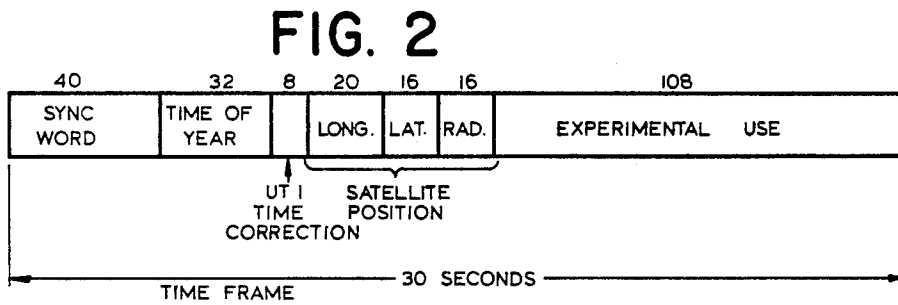 FIG. 2
40 32 8 20 16 16 108
SYNC WORD
TIME OF YEAR
LONG.
LAT.
RAD.
EXPERIMENTAL USE
UT 1 TIME CORRECTION
SATELLITE POSITION
30 SECONDS
TIME FRAME